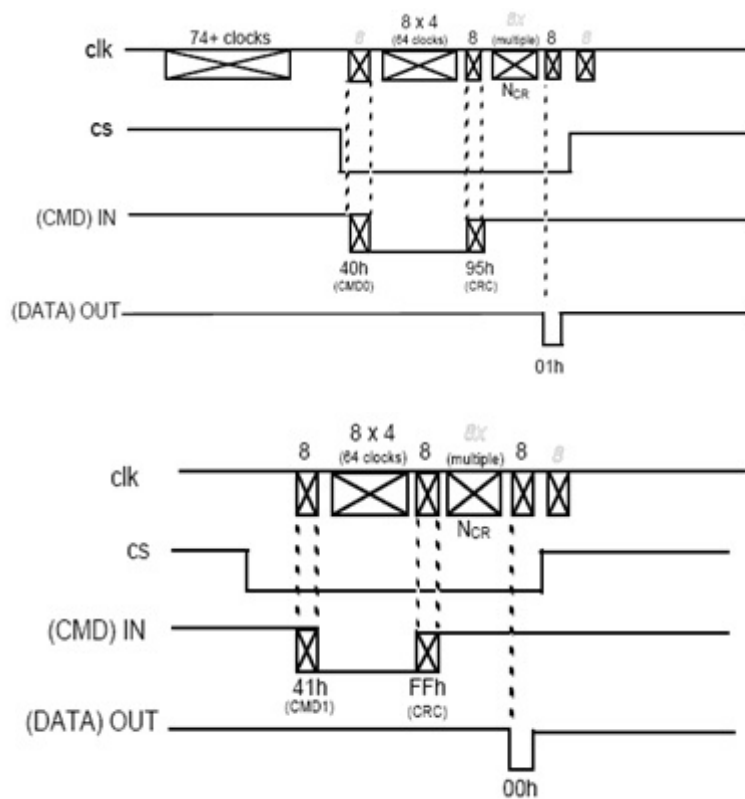 74+ clocks 8 8 x 4 8 8x 8 8
(64 clocks) (multiple)
clk
NCR
cs
(CMD) IN
40h 95h
(CMD0) (CRC)
(DATA) OUT
01h
8 8 x 4 8 8x 8 8
(64 clocks) (multiple)
clk
NCR
cs
(CMD) IN
41h FFh
(CMD1) (CRC)
(DATA) OUT
00h